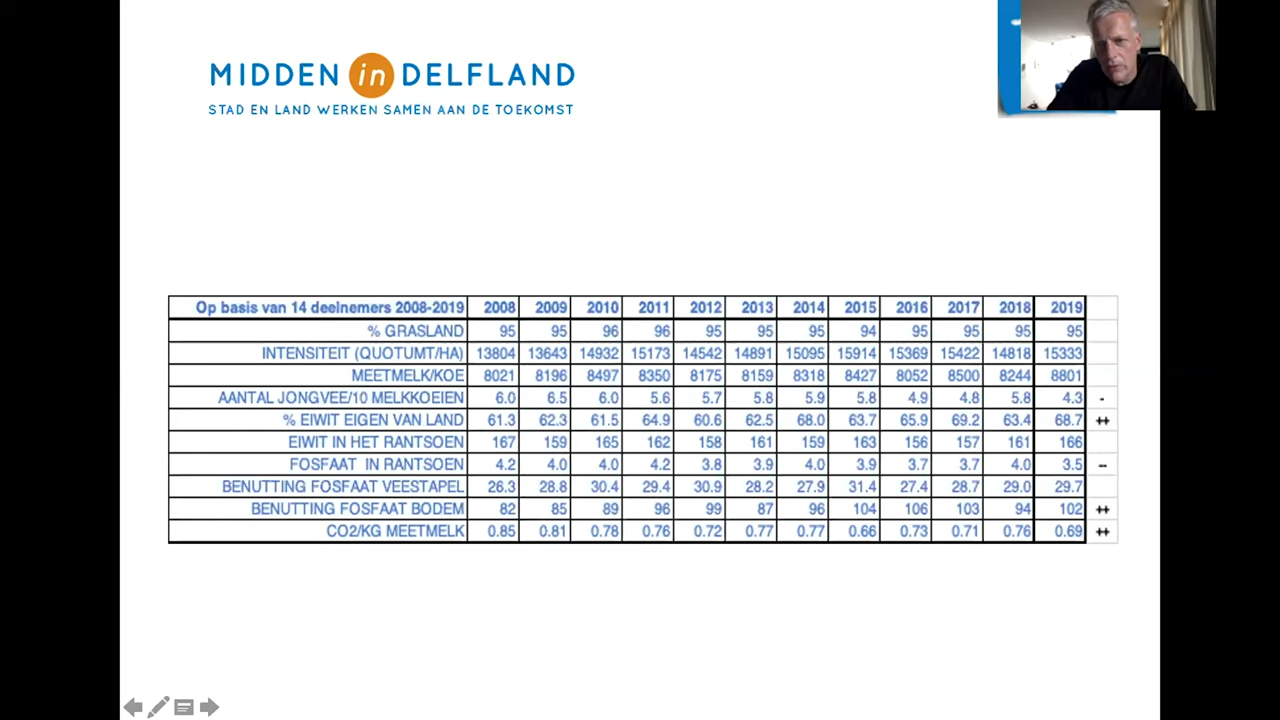 MIDDEN in DELFLAND
STAD EN LAND WERKEN SAMEN AAN DE TOEKOMST
Op basis van 14 deelnemers 2008-2019 2008 2009 2010 2011 2012 2013 2014 2015 2016 2017 2018 2019
% GRASLAND 95 95 96 96 95 95 95 94 95 95 95 95
INTENSITEIT (QUOTUMT/HA) 13804 13643 14932 15173 14542 14891 15095 15914 15369 15422 14818 15333
MEETMELK/KOE 8021 8196 8497 8350 8175 8159 8318 8427 8052 8500 8244 8801
AANTAL JONGVEE/10 MELKKOEIEN 6.0 6.5 6.0 5.6 5.7 5.8 5.9 5.8 4.9 4.8 5.8 4.3 -
% EIWIT EIGEN VAN LAND 61.3 62.3 61.5 64.9 60.6 62.5 68.0 63.7 65.9 69.2 63.4 68.7 ++
EIWIT IN HET RANTSOEN 167 159 165 162 158 161 159 163 156 157 161 166
FOSFAAT IN RANTSOEN 4.2 4.0 4.0 4.2 3.8 3.9 4.0 3.9 3.7 3.7 4.0 3.5 --
BENUTTING FOSFAAT VEESTAPEL 26.3 28.8 30.4 29.4 30.9 28.2 27.9 31.4 27.4 28.7 29.0 29.7
BENUTTING FOSFAAT BODEM 82 85 89 96 99 87 96 104 106 103 94 102 ++
CO2/KG MEETMELK 0.85 0.81 0.78 0.76 0.72 0.77 0.77 0.66 0.73 0.71 0.76 0.69 ++